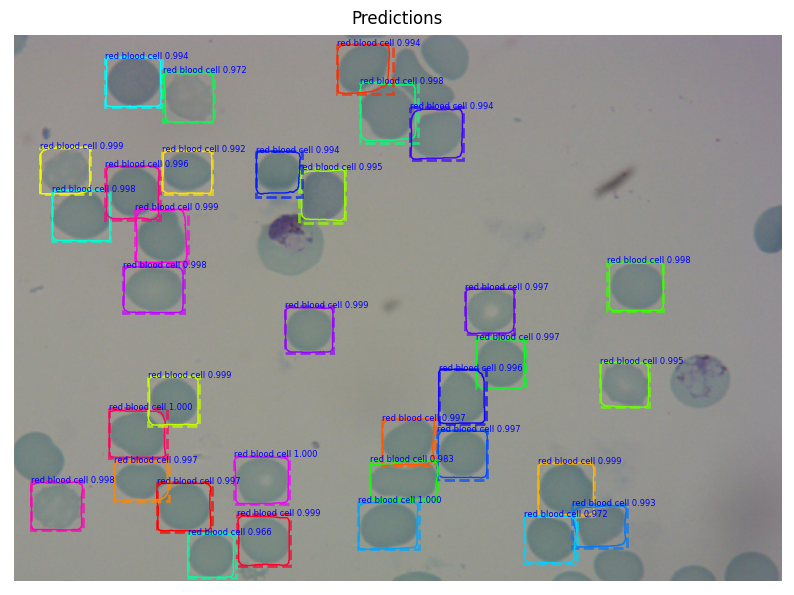 Predictions
red blood cell 0.994
red blood cell 0.994
red blood cell 0.972
red blood cell 0.998
red blood cell 0.994
red blood cell 0.999
red blood cell 0.992
red blood cell 0.994
red blood cell 0.996
red blood cell 0.995
red blood cell 0.998
red blood cell 0.999
red blood cell 0.998
red blood cell 0.998
red blood cell 0.997
red blood cell 0.999
red blood cell 0.997
red blood cell 0.995
red blood cell 0.996
red blood cell 0.999
red blood cell 1.000
red blood cell 0.997
red blood cell 0.997
red blood cell 1.000
red blood cell 0.983
red blood cell 0.997
red blood cell 0.999
red blood cell 0.998
red blood cell 0.997
red blood cell 1.000
red blood cell 0.993
red blood cell 0.999
red blood cell 0.972
red blood cell 0.966